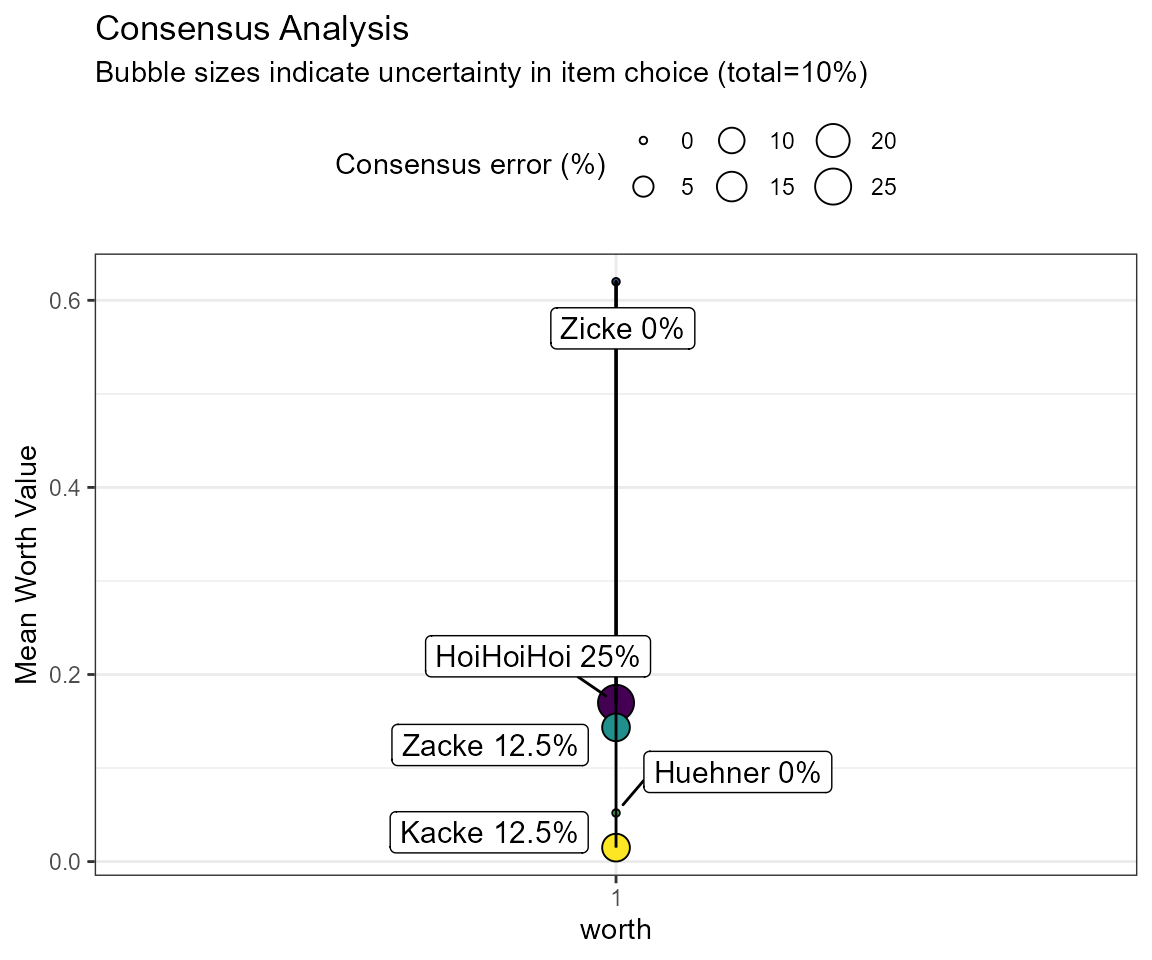 Consensus Analysis
Bubble sizes indicate uncertainty in item choice (total=10%)
Consensus error (%)
0 10 20
5 15 25
Mean Worth Value
0.6
0.4
0.2
0.0
Zicke 0%
HoiHoiHoi 25%
Zacke 12.5%
Huehner 0%
Kacke 12.5%
1
worth